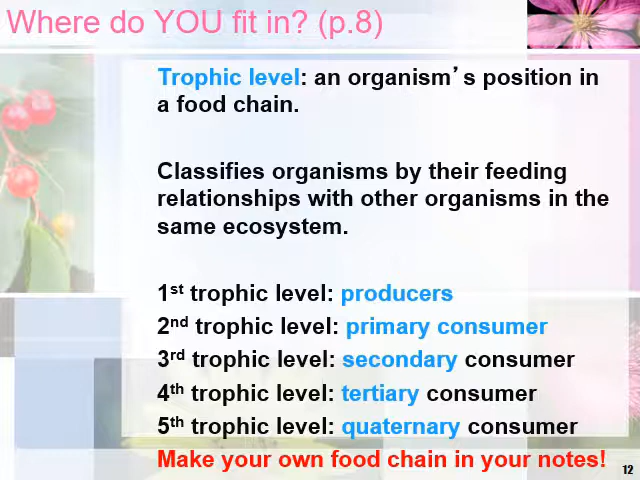 Where do YOU fit in? (p.8)
Trophic level: an organism’s position in
a food chain.
Classifies organisms by their feeding
relationships with other organisms in the
same ecosystem.
1st trophic level: producers
2nd trophic level: primary consumer
3rd trophic level: secondary consumer
4th trophic level: tertiary consumer
5th trophic level: quaternary consumer
Make your own food chain in your notes!
12